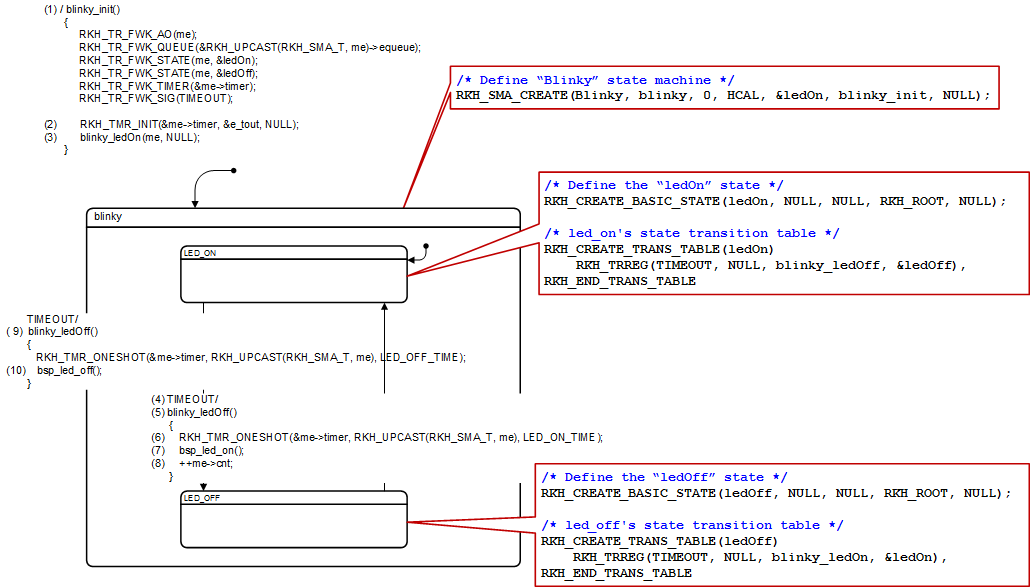 (1) / blinky_init()
{
RKH_TR_FWK_AO(me);
RKH_TR_FWK_QUEUE(&RKH_UPCAST(RKH_SMA_T, me)->equeue);
RKH_TR_FWK_STATE(me, &ledOn);
RKH_TR_FWK_STATE(me, &ledOff);
RKH_TR_FWK_TIMER(&me->timer);
RKH_TR_FWK_SIG(TIMEOUT);
(2) RKH_TMR_INIT(&me->timer, &e_tout, NULL);
(3) blinky_ledOn(me, NULL);
}
/* Define “Blinky” state machine */
RKH_SMA_CREATE(Blinky, blinky, 0, HCAL, &ledOn, blinky_init, NULL);
blinky
LED_ON
/* Define the “ledOn” state */
RKH_CREATE_BASIC_STATE(ledOn, NULL, NULL, RKH_ROOT, NULL);
/* led_on's state transition table */
RKH_CREATE_TRANS_TABLE(ledOn)
RKH_TRREG(TIMEOUT, NULL, blinky_ledOff, &ledOff),
RKH_END_TRANS_TABLE
TIMEOUT/
( 9) blinky_ledOff()
{
RKH_TMR_ONESHOT(&me->timer, RKH_UPCAST(RKH_SMA_T, me), LED_OFF_TIME);
(10) bsp_led_off();
}
(4) TIMEOUT/
(5) blinky_ledOff()
{
(6) RKH_TMR_ONESHOT(&me->timer, RKH_UPCAST(RKH_SMA_T, me), LED_ON_TIME);
(7) bsp_led_on();
(8) ++me->cnt;
}
LED_OFF
/* Define the “ledOff” state */
RKH_CREATE_BASIC_STATE(ledOff, NULL, NULL, RKH_ROOT, NULL);
/* led_off's state transition table */
RKH_CREATE_TRANS_TABLE(ledOff)
RKH_TRREG(TIMEOUT, NULL, blinky_ledOn, &ledOn),
RKH_END_TRANS_TABLE